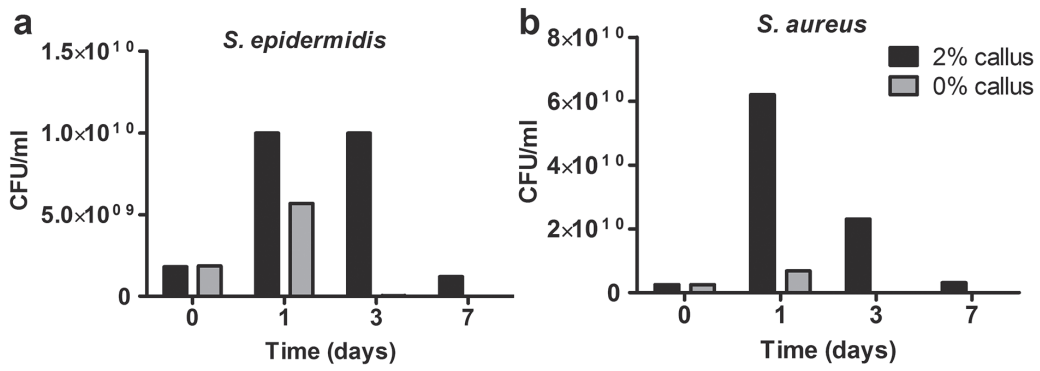 a
S. epidermidis
1.5×10¹⁰
1.0×10¹⁰
5.0×10⁰⁹
0
CFU/ml
0 1 3 7
Time (days)
b
S. aureus
8×10¹⁰
6×10¹⁰
4×10¹⁰
2×10¹⁰
0
CFU/ml
0 1 3 7
Time (days)
2% callus
0% callus